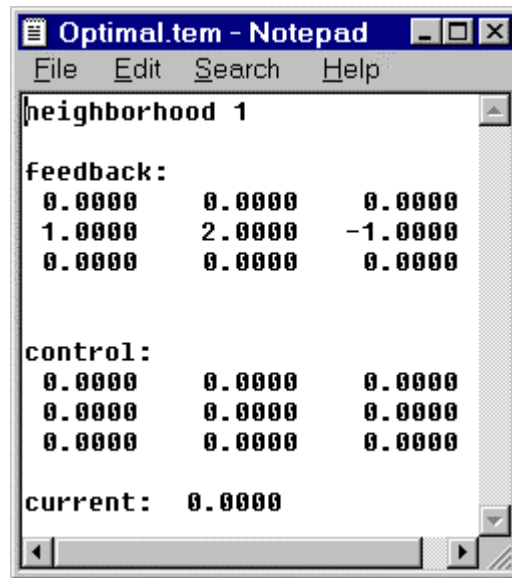 Optimal.tem - Notepad
File Edit Search Help
neighborhood 1
feedback:
0.0000 0.0000 0.0000
1.0000 2.0000 -1.0000
0.0000 0.0000 0.0000
control:
0.0000 0.0000 0.0000
0.0000 0.0000 0.0000
0.0000 0.0000 0.0000
current: 0.0000